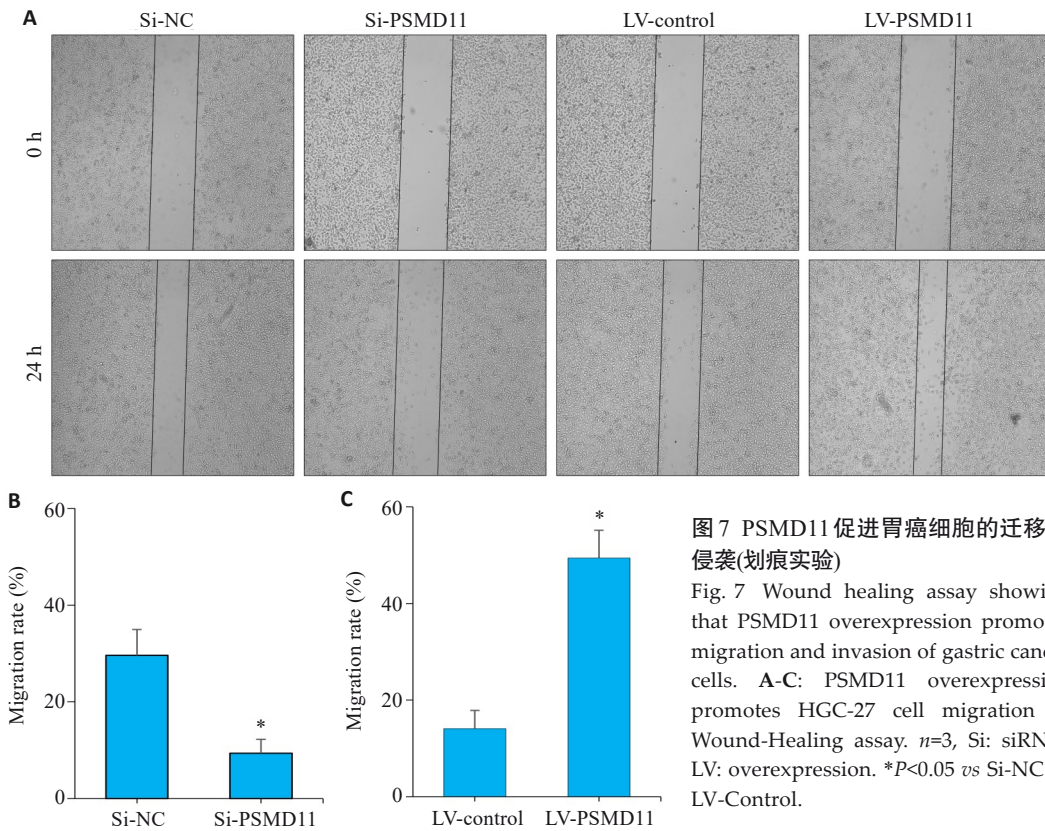 A
Si-NC Si-PSMD11 LV-control LV-PSMD11
0 h
24 h
B
60
40
20
0
Migration rate (%)
*
Si-NC Si-PSMD11
C
60
40
20
0
Migration rate (%)
*
LV-control LV-PSMD11
图 7 PSMD11促进胃癌细胞的迁移
侵袭(划痕实验)
Fig. 7 Wound healing assay showi
that PSMD11 overexpression promo
migration and invasion of gastric canc
cells. A-C: PSMD11 overexpressi
promotes HGC-27 cell migration
Wound-Healing assay. n=3, Si: siRN
LV: overexpression. *P<0.05 vs Si-NC
LV-Control.